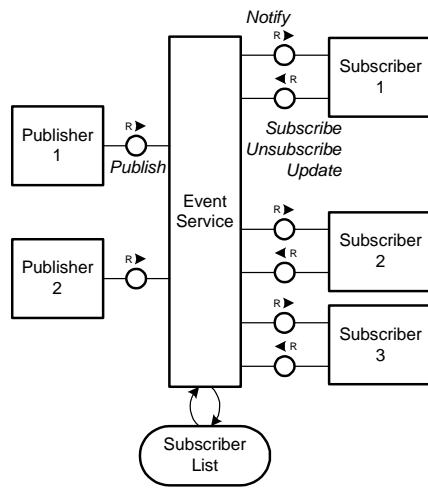 Notify
R
Subscriber
1
R
Publisher
1
R
Publish
Subscribe
Unsubscribe
Update
Event
Service
R
Subscriber
2
R
Publisher
2
R
R
Subscriber
3
R
Subscriber
List